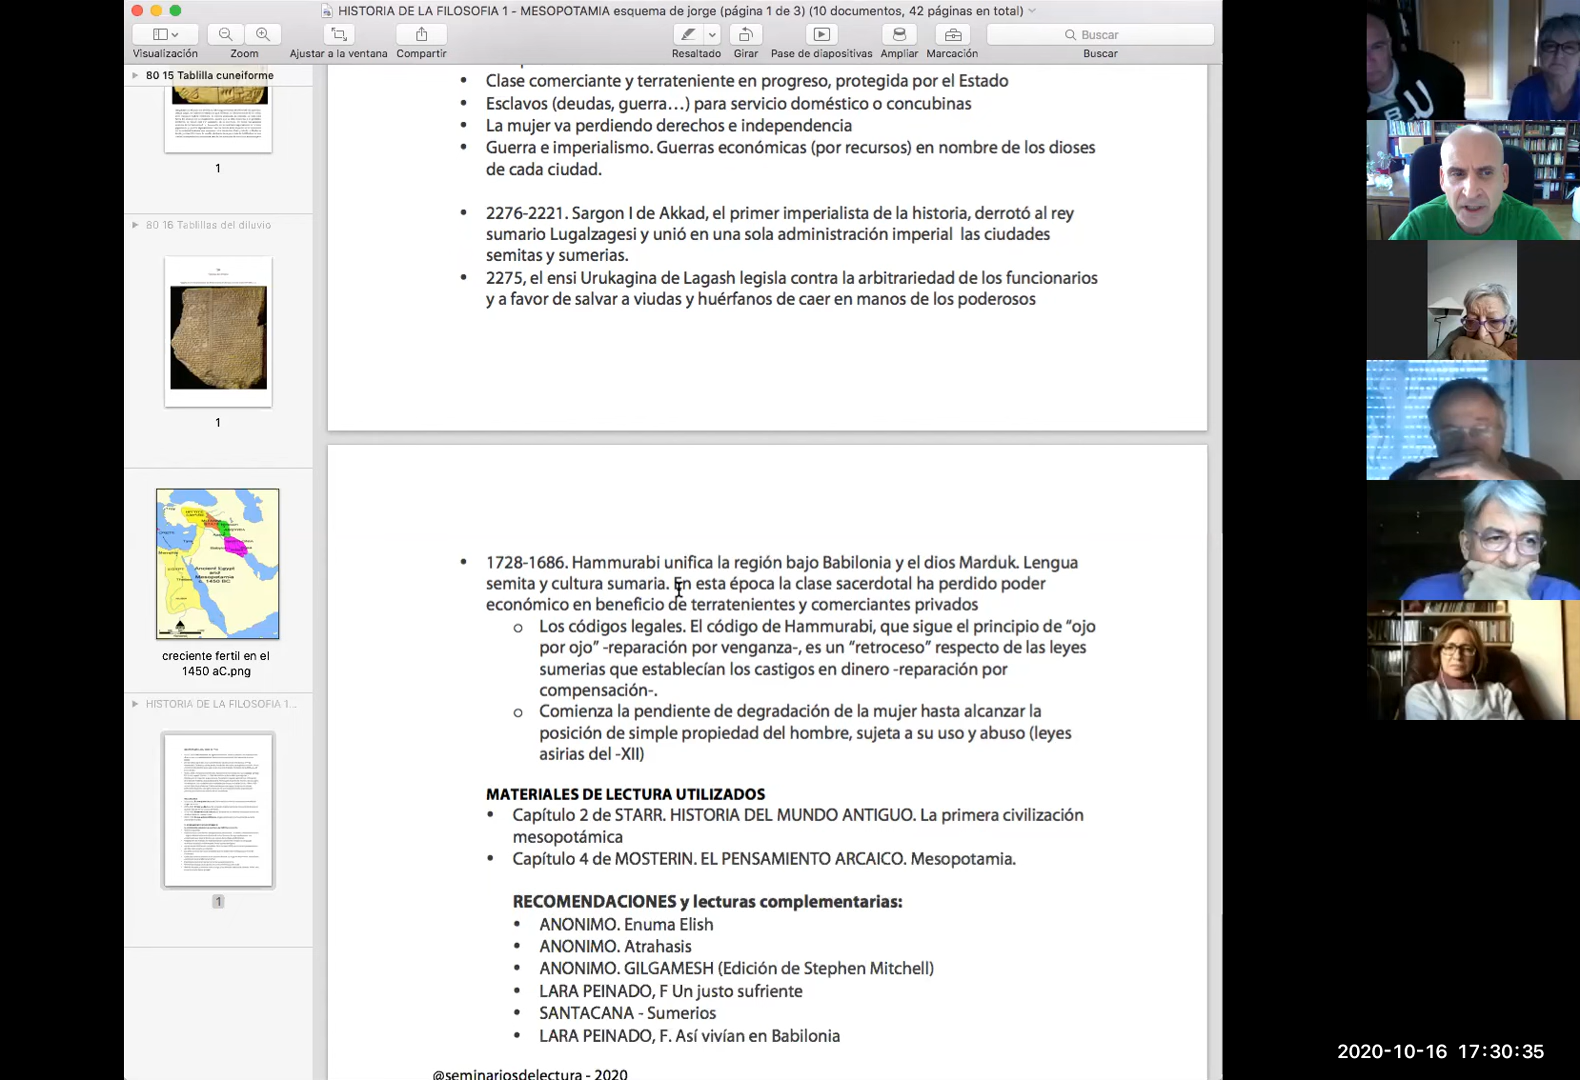 HISTORIA DE LA FILOSOFIA 1 - MESOPOTAMIA esquema de jorge (página 1 de 3) (10 documentos, 42 páginas en total)
Buscar
Visualización Zoom Ajustar a la ventana Compartir Resaltado Girar Pase de diapositivas Ampliar Marcación Buscar
80 15 Tablilla cuneiforme
1
80 16 Tablillas del diluvio
1
creciente fertil en el
1450 aC.png
HISTORIA DE LA FILOSOFIA 1...
1
• Clase comerciante y terrateniente en progreso, protegida por el Estado
• Esclavos (deudas, guerra…) para servicio doméstico o concubinas
• La mujer va perdiendo derechos e independencia
• Guerra e imperialismo. Guerras económicas (por recursos) en nombre de los dioses
de cada ciudad.
• 2276-2221. Sargon I de Akkad, el primer imperialista de la historia, derrotó al rey
sumario Lugalzagesi y unió en una sola administración imperial las ciudades
semitas y sumerias.
• 2275, el ensi Urukagina de Lagash legisla contra la arbitrariedad de los funcionarios
y a favor de salvar a viudas y huérfanos de caer en manos de los poderosos
• 1728-1686. Hammurabi unifica la región bajo Babilonia y el dios Marduk. Lengua
semita y cultura sumaria. En esta época la clase sacerdotal ha perdido poder
económico en beneficio de terratenientes y comerciantes privados
o Los códigos legales. El código de Hammurabi, que sigue el principio de “ojo
por ojo” -reparación por venganza-, es un “retroceso” respecto de las leyes
sumerias que establecían los castigos en dinero -reparación por
compensación-.
o Comienza la pendiente de degradación de la mujer hasta alcanzar la
posición de simple propiedad del hombre, sujeta a su uso y abuso (leyes
asirias del -XII)
MATERIALES DE LECTURA UTILIZADOS
• Capítulo 2 de STARR. HISTORIA DEL MUNDO ANTIGUO. La primera civilización
mesopotámica
• Capítulo 4 de MOSTERIN. EL PENSAMIENTO ARCAICO. Mesopotamia.
RECOMENDACIONES y lecturas complementarias:
• ANONIMO. Enuma Elish
• ANONIMO. Atrahasis
• ANONIMO. GILGAMESH (Edición de Stephen Mitchell)
• LARA PEINADO, F Un justo sufriente
• SANTACANA - Sumerios
• LARA PEINADO, F. Así vivían en Babilonia
@seminariosdelectura - 2020
2020-10-16 17:30:35